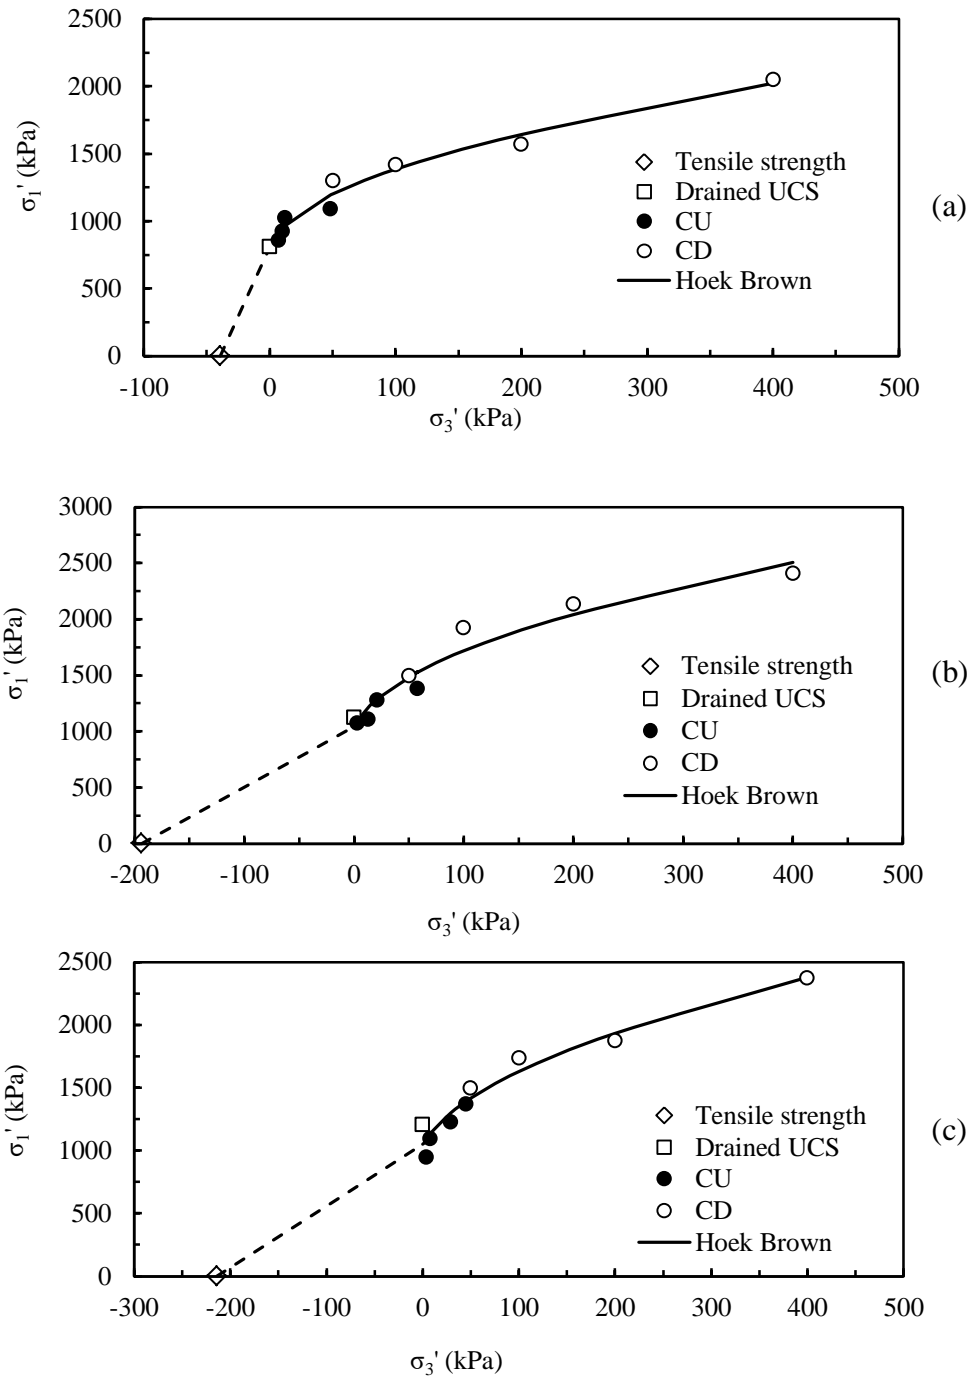 2500
2000
1500
1000
500
0
σ1' (kPa)
Tensile strength
Drained UCS
CU
CD
Hoek Brown
(a)
-100 0 100 200 300 400 500
σ3' (kPa)
3000
2500
2000
1500
1000
500
0
σ1' (kPa)
Tensile strength
Drained UCS
CU
CD
Hoek Brown
(b)
-200 -100 0 100 200 300 400 500
σ3' (kPa)
2500
2000
1500
1000
500
0
σ1' (kPa)
Tensile strength
Drained UCS
CU
CD
Hoek Brown
(c)
-300 -200 -100 0 100 200 300 400 500
σ3' (kPa)